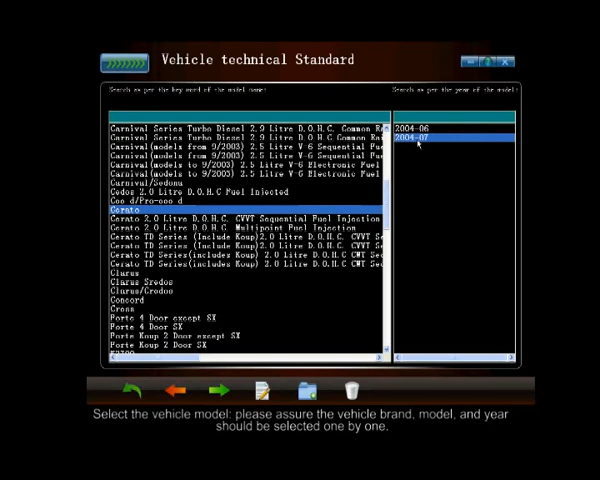 Vehicle technical Standard
Search as per the key word of the model name:
Search as per the year of the model:
Carnival Series Turbo Diesel 2.9 Litre D.O.H.C. Common Ra
2004-06
Carnival Series Turbo Diesel 2.9 Litre D.O.H.C Common Ra
2004-07
Carnival(models from 9/2003) 2.5 Litre V-6 Sequential Fue
Carnival(models from 9/2003) 2.5 Litre V-6 Sequential Fue
Carnival(models to 9/2003) 2.5 Litre V-6 Electronic Fuel
Carnival(models to 9/2003) 2.5 Litre V-G Electronic Fuel
Carnival/Sedona
Cedos 2.0 Litre D.O.H.C Fuel Injected
Cee d/Pro-cee d
Cerato
Cerato 2.0 Litre D.O.H.C. CVVT Sequential Fuel Injection
Cerato 2.0 Litre D.O.H.C. Multipoint Fuel Injection
Cerato TD Series (Include Koup)2.0 Litre D.O.H.C. CVVT S
Cerato TD Series (Include Koup)2.0 Litre D.O.H.C. CVVT Se
Cerato TD Series(includes Koup) 2.0 Litre D.O.H.C CWT Sec
Cerato TD Series(includes Koup) 2.0 Litre D.O.H.C CWT Sec
Clarus
Clarus Sredos
Clarus/Credos
Concord
Cross
Forte 4 Door except SX
Forte 4 Door SX
Forte Koup 2 Door except SX
Forte Koup 2 Door SX
Select the vehicle model: please assure the vehicle brand, model, and year
should be selected one by one.